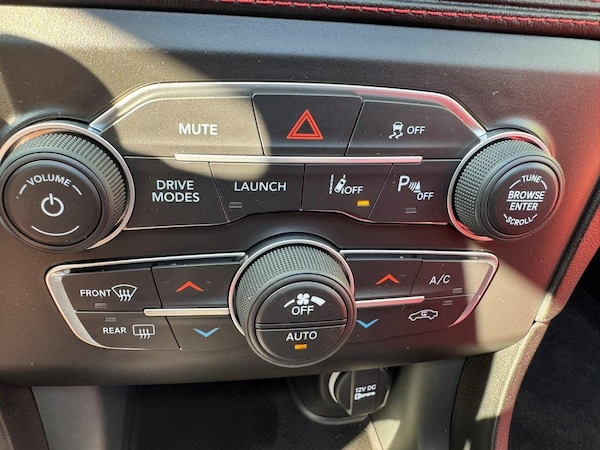 MUTE
OFF
VOLUME
DRIVE
MODES
LAUNCH
OFF
P OFF
TUNE
BROWSE
ENTER
SCROLL
FRONT
A/C
OFF
REAR
AUTO
12V DC